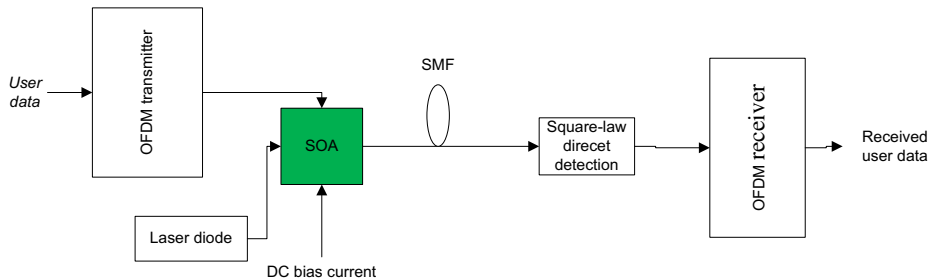 User
data
OFDM transmitter
SOA
Laser diode
DC bias current
SMF
Square-law
direcet
detection
OFDM receiver
Received
user data